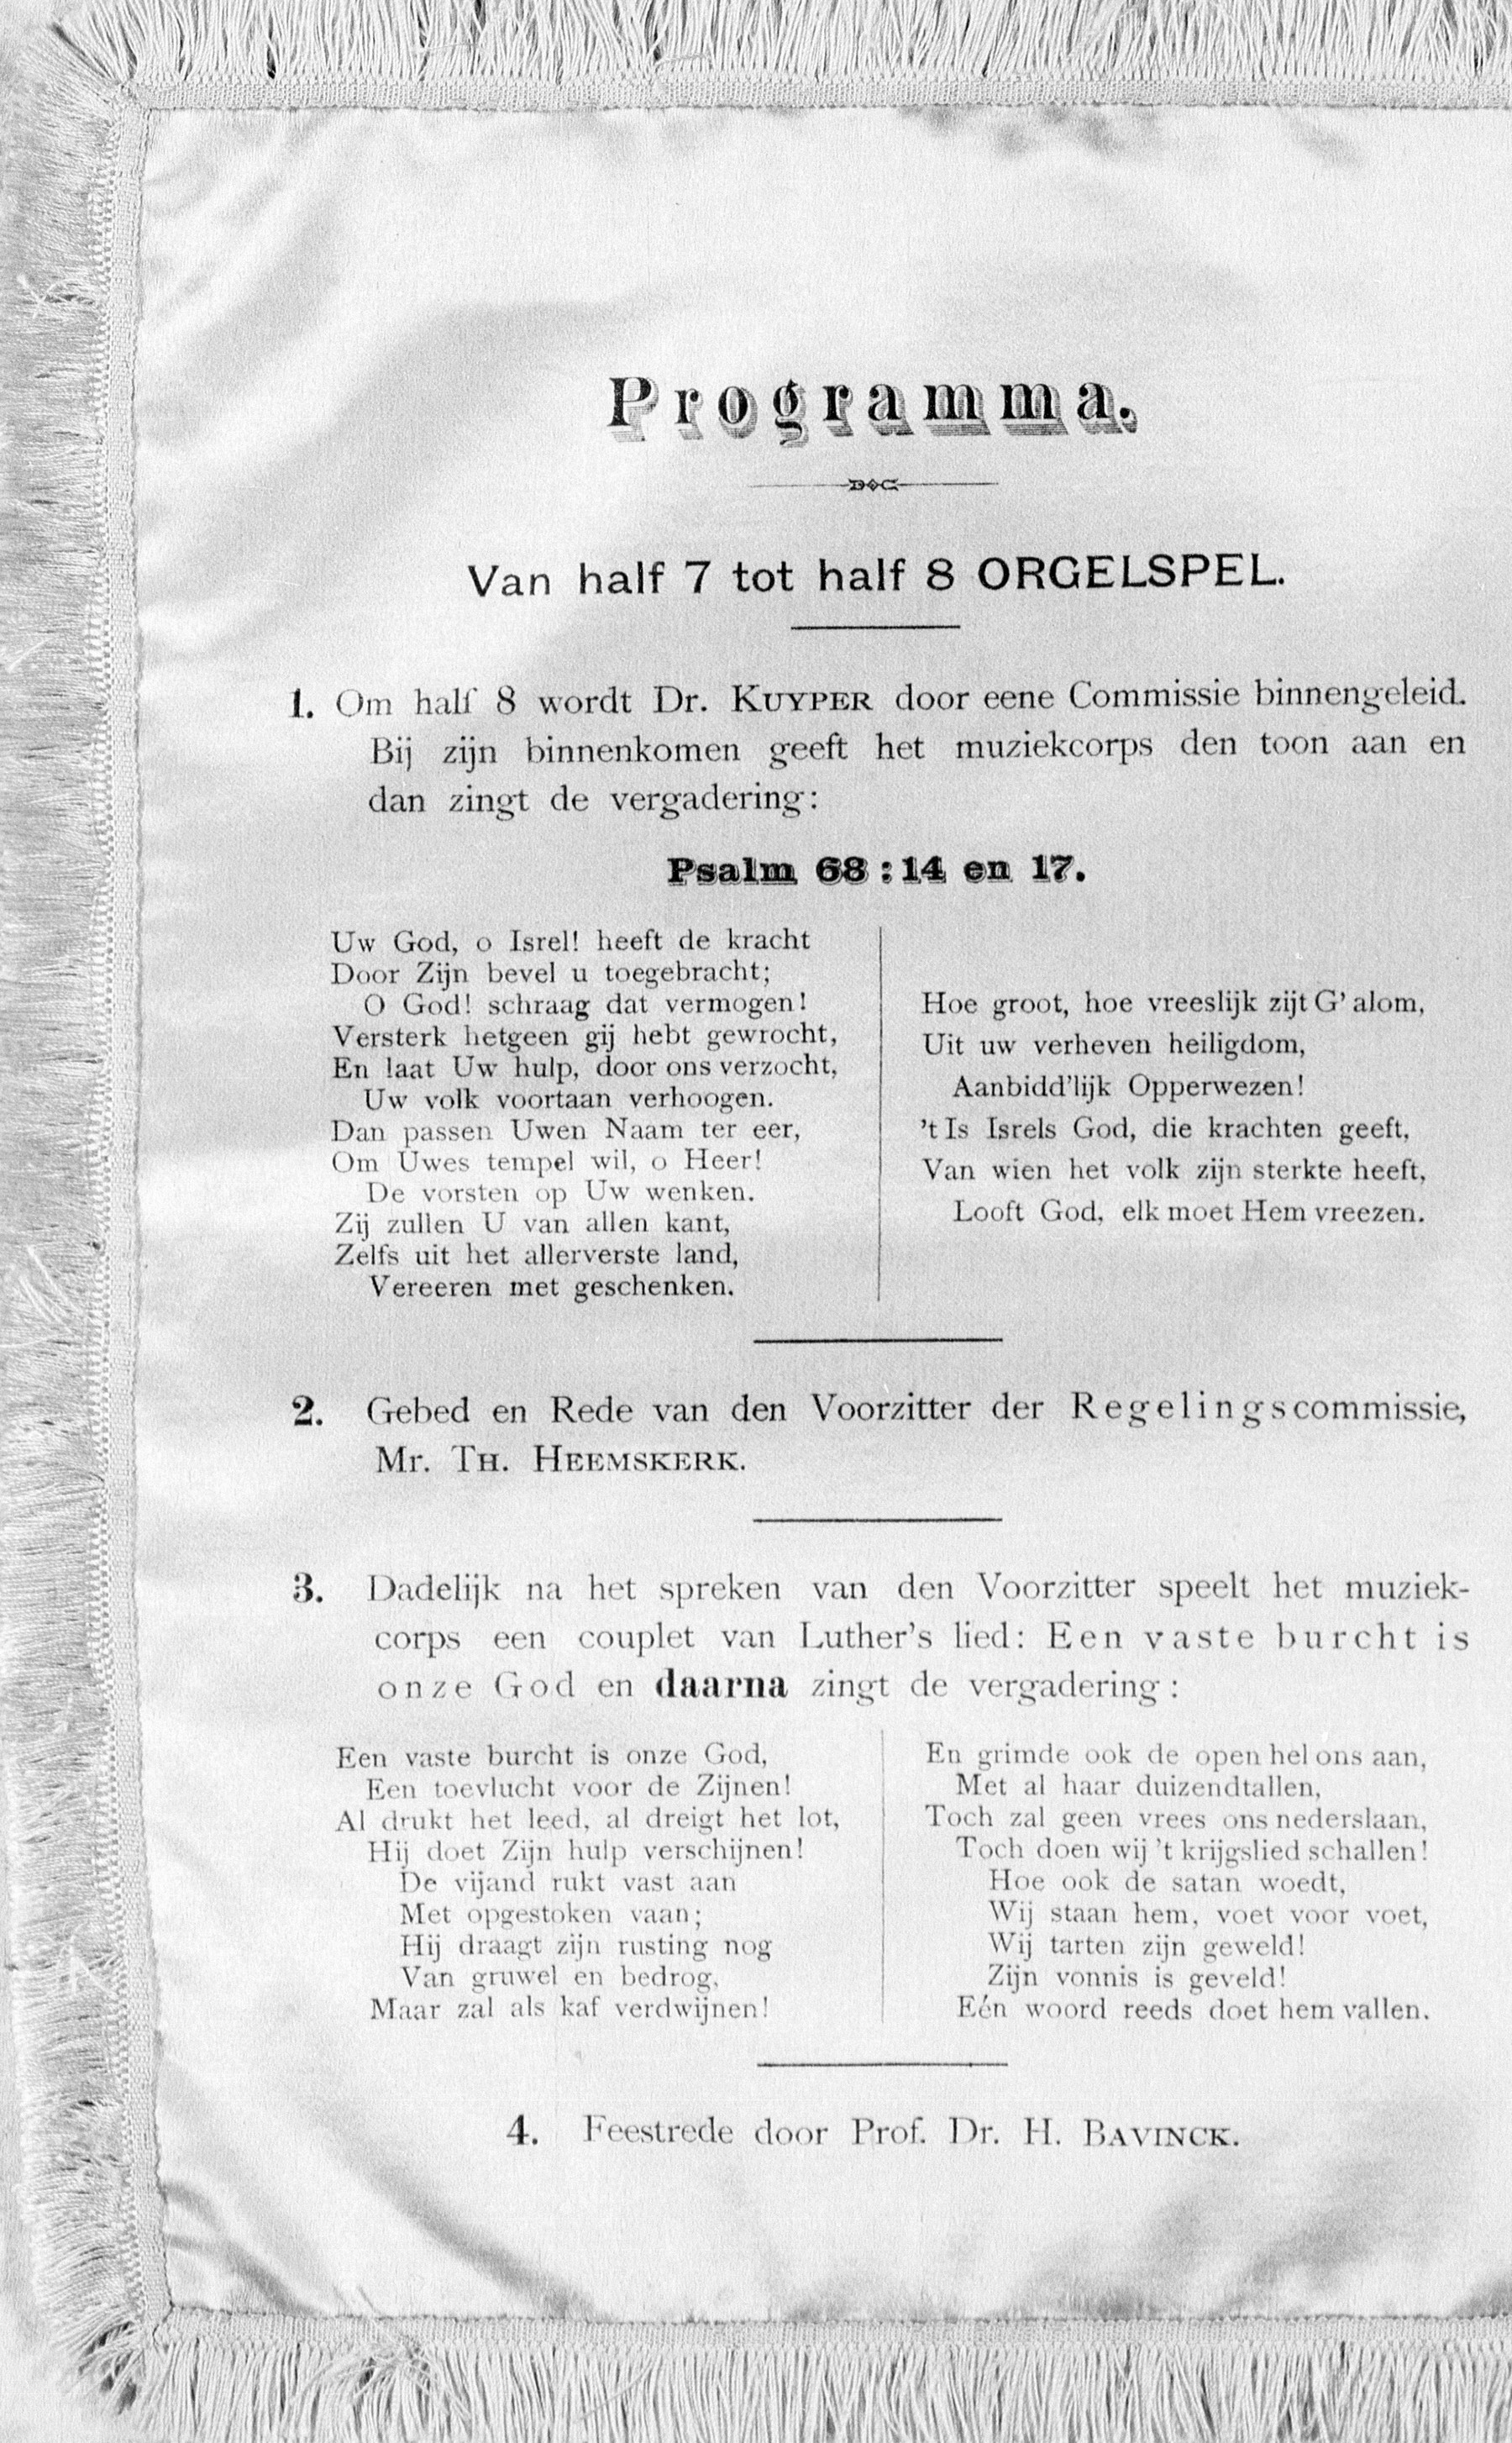 Programma.
Van half 7 tot half 8 ORGELSPEL.
1. Om half 8 wordt Dr. KUYPER door eene Commissie binnengeleid.
Bij zijn binnenkomen geeft het muziekcorps den toon aan en
dan zingt de vergadering:
Psalm 68 : 14 en 17.
Uw God, o Isrel! heeft de kracht
Door Zijn bevel u toegebracht;
O God! schraag dat vermogen!
Versterk hetgeen gij hebt gewrocht,
En laat Uw hulp, door ons verzocht,
Uw volk voortaan verhoogen.
Dan passen Uwen Naam ter eer,
Om Uwes tempel wil, o Heer!
De vorsten op Uw wenken.
Zij zullen U van allen kant,
Zelfs uit het allerverste land,
Vereeren met geschenken.
Hoe groot, hoe vreeslijk zijt G' alom,
Uit uw verheven heiligdom,
Aanbidd'lijk Opperwezen!
't Is Isrels God, die krachten geeft,
Van wien het volk zijn sterkte heeft,
Looft God, elk moet Hem vreezen.
2. Gebed en Rede van den Voorzitter der Regelingscommissie,
Mr. TH. HEEMSKERK.
3. Dadelijk na het spreken van den Voorzitter speelt het muziek-
corps een couplet van Luther's lied: Een vaste burcht is
onze God en daarna zingt de vergadering:
Een vaste burcht is onze God,
Een toevlucht voor de Zijnen!
Al drukt het leed, al dreigt het lot,
Hij doet Zijn hulp verschijnen!
De vijand rukt vast aan
Met opgestoken vaan;
Hij draagt zijn rusting nog
Van gruwel en bedrog,
Maar zal als kaf verdwijnen!
En grimde ook de open hel ons aan,
Met al haar duizendtallen,
Toch zal geen vrees ons nederslaan,
Toch doen wij 't krijgslied schallen!
Hoe ook de satan woedt,
Wij staan hem, voet voor voet,
Wij tarten zijn geweld!
Zijn vonnis is geveld!
Eén woord reeds doet hem vallen.
4. Feestrede door Prof. Dr. H. BAVINCK.